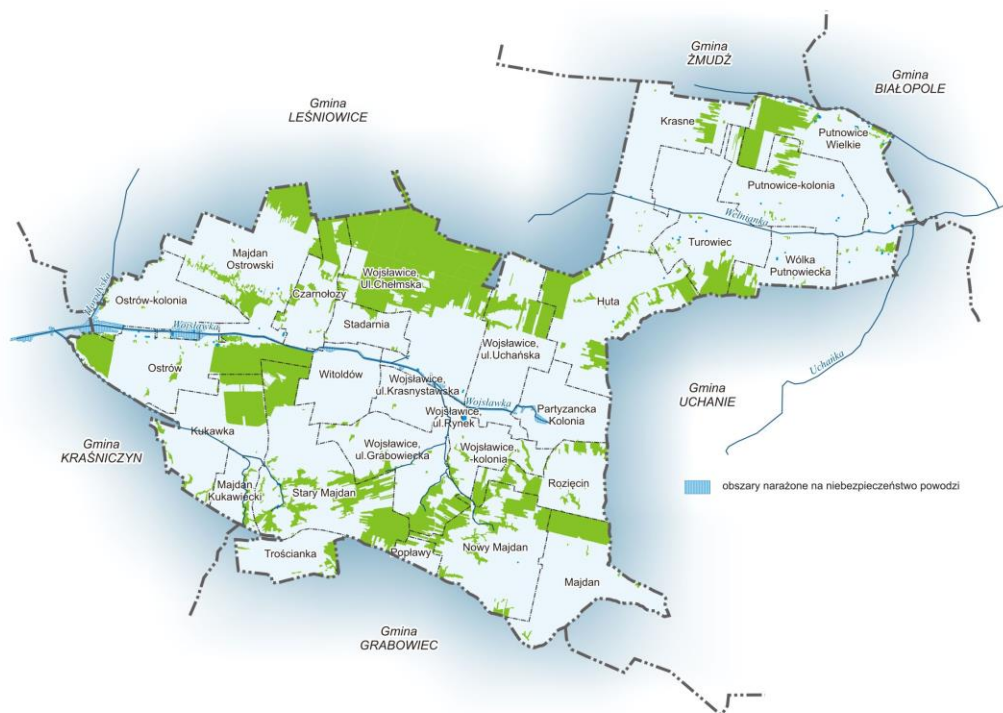 Gmina
ŻMUDŹ
Gmina
BIAŁOPOLE
Gmina
LEŚNIOWICE
Krasne
Putnowice
Wielkie
Putnowice-kolonia
Wełnianka
Turowiec
Wólka
Putnowiecka
Majdan
Ostrowski
Wojsławice,
Ul.Chełmska
Czarnołozy
Huta
Ostrów-kolonia
Stadarnia
Wojsławka
Wojsławice,
ul.Uchańska
Uchanka
Ostrów
Witoldów
Wojsławice,
ul.Krasnystawska
Wojsławka
Wojsławice,
ul.Rynek
Partyzancka
Kolonia
Gmina
UCHANIE
Kukawka
Gmina
KRAŚNICZYN
Wojsławice,
ul.Grabowiecka
Wojsławice
-kolonia
Majdan
Kukawiecki
Stary Majdan
Rozięcin
obszary narażone na niebezpieczeństwo powodzi
Trościanka
Popławy
Nowy Majdan
Majdan
Gmina
GRABOWIEC